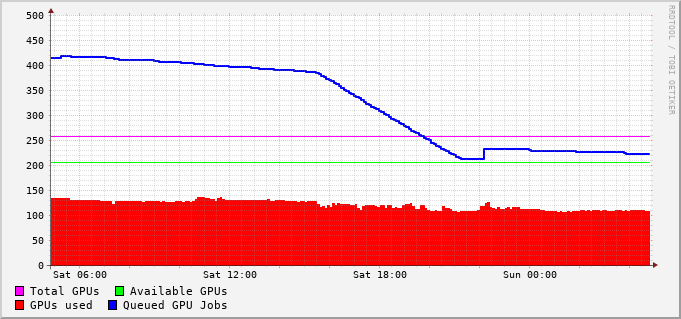 RRDTOOL / TOBI OETIKER
500
450
400
350
300
250
200
150
100
50
0
Sat 06:00 Sat 12:00 Sat 18:00 Sun 00:00
Total GPUs Available GPUs
GPUs used Queued GPU Jobs